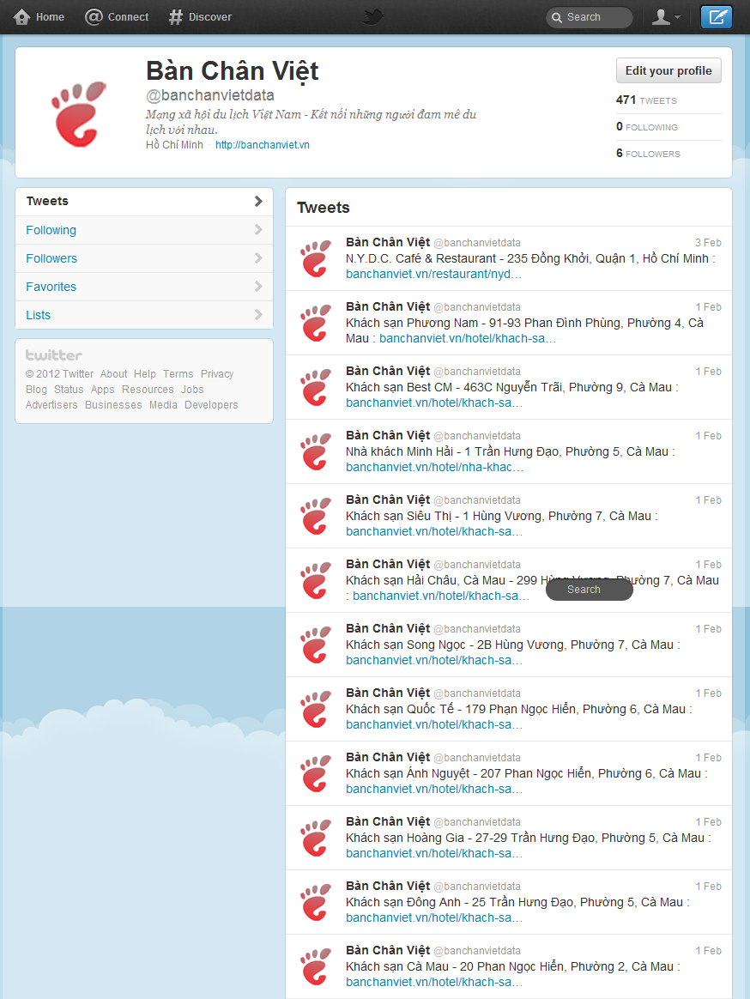 Home
Connect
Discover
Search
Bàn Chân Việt
@banchanvietdata
Mạng xã hội du lịch Việt Nam - Kết nối những người đam mê du
lịch với nhau.
Hồ Chí Minh · http://banchanviet.vn
Edit your profile
471 TWEETS
0 FOLLOWING
6 FOLLOWERS
Tweets
Following
Followers
Favorites
Lists
twitter
© 2012 Twitter About Help Terms Privacy
Blog Status Apps Resources Jobs
Advertisers Businesses Media Developers
Tweets
Bàn Chân Việt @banchanvietdata 3 Feb
N.Y.D.C. Café & Restaurant - 235 Đồng Khởi, Quận 1, Hồ Chí Minh :
banchanviet.vn/restaurant/nyd…
Bàn Chân Việt @banchanvietdata 1 Feb
Khách sạn Phương Nam - 91-93 Phan Đình Phùng, Phường 4, Cà
Mau : banchanviet.vn/hotel/khach-sa…
Bàn Chân Việt @banchanvietdata 1 Feb
Khách sạn Best CM - 463C Nguyễn Trãi, Phường 9, Cà Mau :
banchanviet.vn/hotel/khach-sa…
Bàn Chân Việt @banchanvietdata 1 Feb
Nhà khách Minh Hải - 1 Trần Hưng Đạo, Phường 5, Cà Mau :
banchanviet.vn/hotel/nha-khac…
Bàn Chân Việt @banchanvietdata 1 Feb
Khách sạn Siêu Thị - 1 Hùng Vương, Phường 7, Cà Mau :
banchanviet.vn/hotel/khach-sa…
Bàn Chân Việt @banchanvietdata 1 Feb
Khách sạn Hải Châu, Cà Mau - 299 Hùng Vương, Phường 7, Cà Mau
: banchanviet.vn/hotel/khach-sa…
Search
Bàn Chân Việt @banchanvietdata 1 Feb
Khách sạn Song Ngọc - 2B Hùng Vương, Phường 7, Cà Mau :
banchanviet.vn/hotel/khach-sa…
Bàn Chân Việt @banchanvietdata 1 Feb
Khách sạn Quốc Tế - 179 Phạn Ngọc Hiển, Phường 6, Cà Mau :
banchanviet.vn/hotel/khach-sa…
Bàn Chân Việt @banchanvietdata 1 Feb
Khách sạn Ánh Nguyệt - 207 Phan Ngọc Hiển, Phường 6, Cà Mau :
banchanviet.vn/hotel/khach-sa…
Bàn Chân Việt @banchanvietdata 1 Feb
Khách sạn Hoàng Gia - 27-29 Trần Hưng Đạo, Phường 5, Cà Mau :
banchanviet.vn/hotel/khach-sa…
Bàn Chân Việt @banchanvietdata 1 Feb
Khách sạn Đông Anh - 25 Trần Hưng Đạo, Phường 5, Cà Mau :
banchanviet.vn/hotel/khach-sa…
Bàn Chân Việt @banchanvietdata 1 Feb
Khách sạn Cà Mau - 20 Phan Ngọc Hiển, Phường 2, Cà Mau :
banchanviet.vn/hotel/khach-sa…